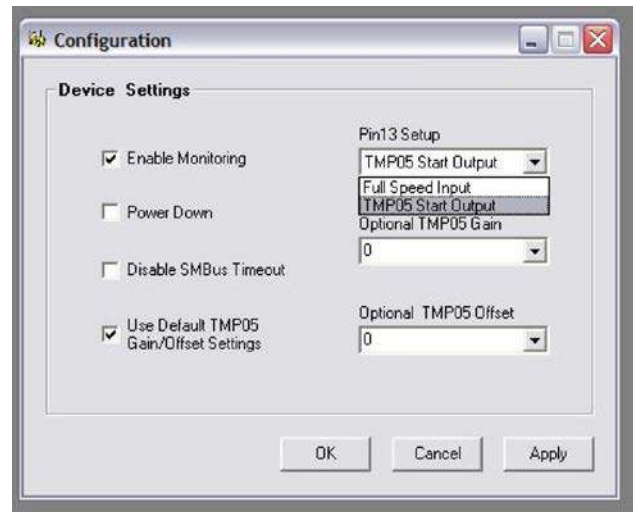 Configuration
Device Settings
Enable Monitoring
Power Down
Disable SMBus Timeout
Use Default TMP05
Gain/Offset Settings
Pin13 Setup
TMP05 Start Output
Full Speed Input
TMP05 Start Output
Optional TMP05 Gain
0
Optional TMP05 Offset
0
OK
Cancel
Apply